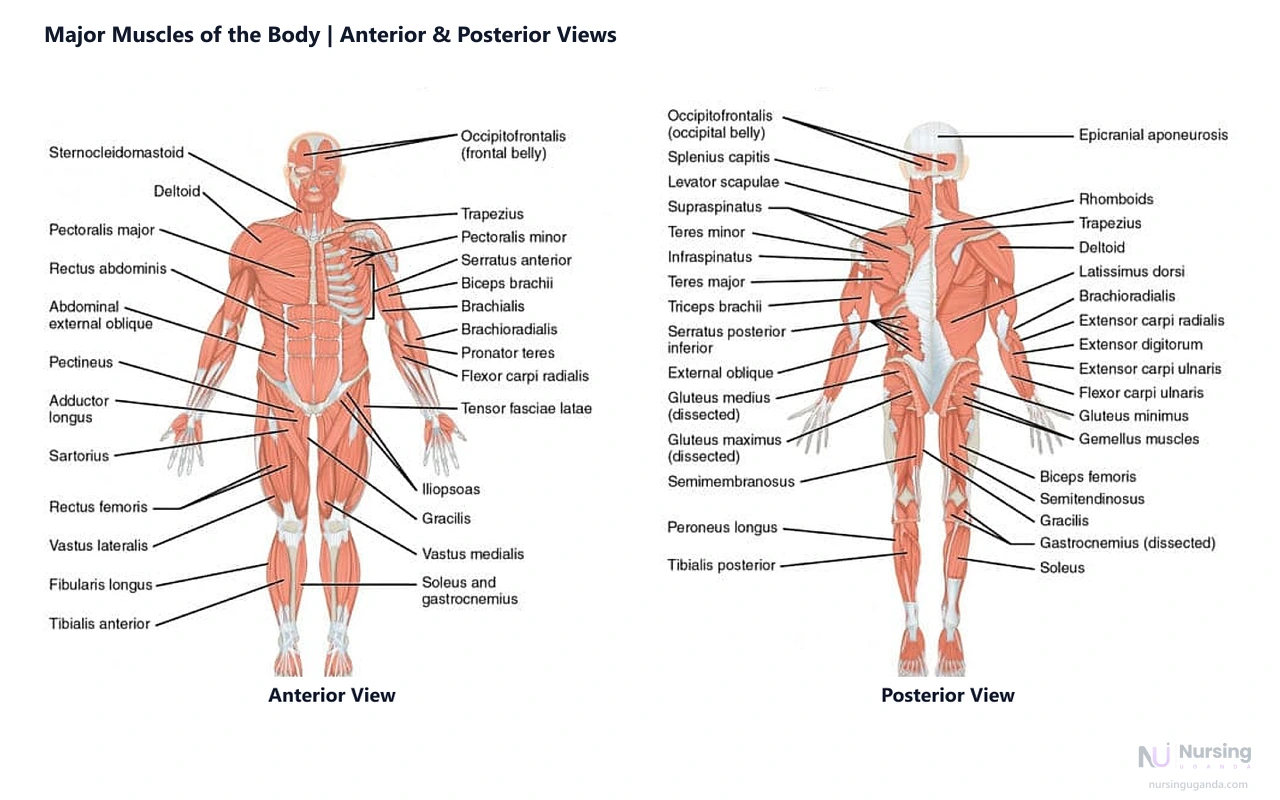 Major Muscles of the Body | Anterior & Posterior Views
Sternocleidomastoid
Deltoid
Pectoralis major
Rectus abdominis
Abdominal
external oblique
Pectineus
Adductor
longus
Sartorius
Rectus femoris
Vastus lateralis
Fibularis longus
Tibialis anterior
Occipitofrontalis
(frontal belly)
Trapezius
Pectoralis minor
Serratus anterior
Biceps brachii
Brachialis
Brachioradialis
Pronator teres
Flexor carpi radialis
Tensor fasciae latae
Iliopsoas
Gracilis
Vastus medialis
Soleus and
gastrocnemius
Anterior View
Occipitofrontalis
(occipital belly)
Splenius capitis
Levator scapulae
Supraspinatus
Teres minor
Infraspinatus
Teres major
Triceps brachii
Serratus posterior
inferior
External oblique
Gluteus medius
(dissected)
Gluteus maximus
(dissected)
Semimembranosus
Peroneus longus
Tibialis posterior
Epicranial aponeurosis
Rhomboids
Trapezius
Deltoid
Latissimus dorsi
Brachioradialis
Extensor carpi radialis
Extensor digitorum
Extensor carpi ulnaris
Flexor carpi ulnaris
Gluteus minimus
Gemellus muscles
Biceps femoris
Semitendinosus
Gracilis
Gastrocnemius (dissected)
Soleus
Posterior View
NU Nursing
UGANDA
nursinguganda.com